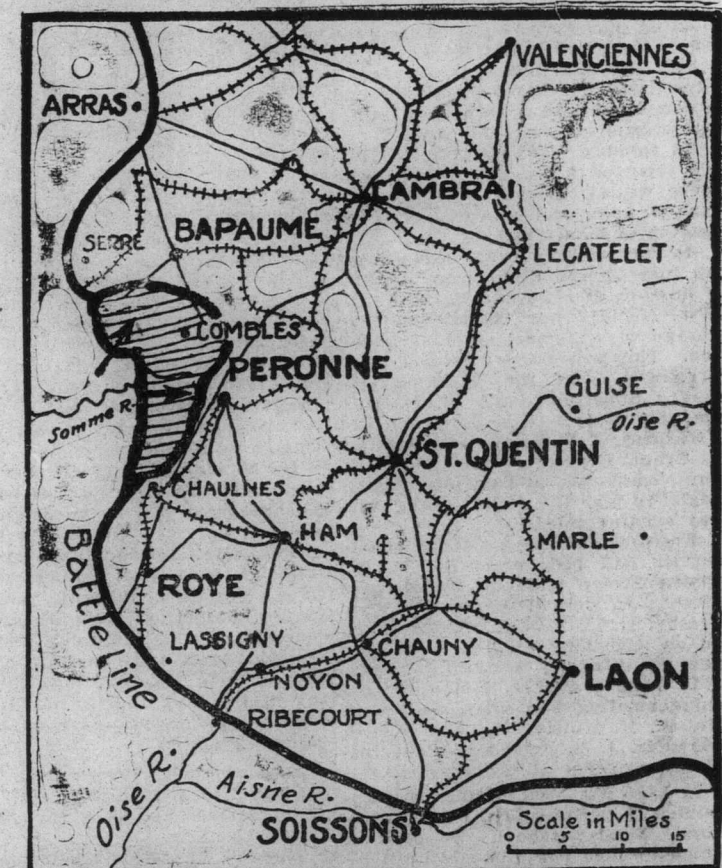 VALENCIENNES
ARRAS
CAMBRAI
SERRE
BAPAUME
LECATELET
COMBLES
PERONNE
GUISE
Somme R.
Oise R.
ST. QUENTIN
CHAULNES
HAM
MARLE
Battle Line
ROYE
LASSIGNY
CHAUNY
NOYON
LAON
RIBECOURT
Oise R.
Aisne R.
SOISSONS
Scale in Miles
0 5 10 15